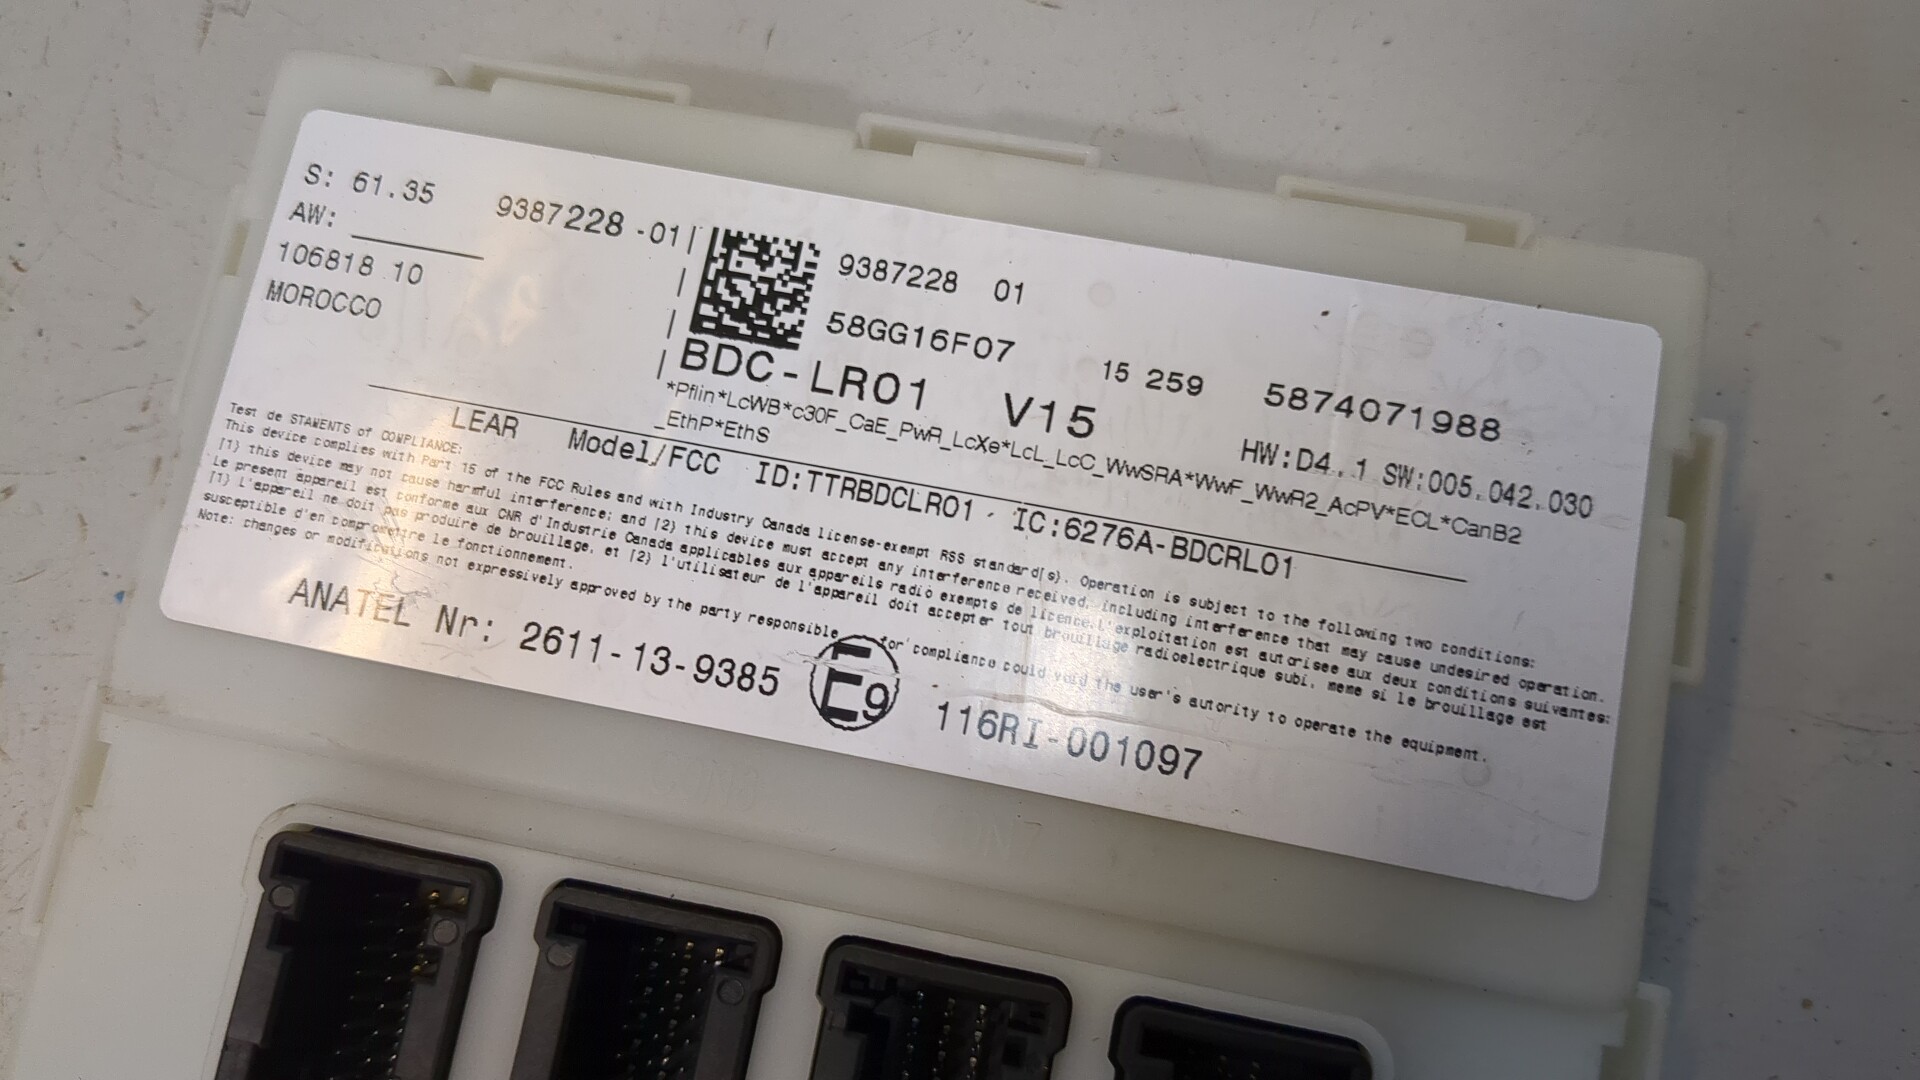 S: 61.35 9387228 -01
AW:
106818 10
MOROCCO
9387228 01
58GG16F07 15 259 5874071988
BDC-LR01 V15 HW:D4.1 SW:005.042.030
*Pflin*LcWB*c30F_CaE_PwR_LcXe*LcL_LcC_WwSRA*WwF_WwR2_AcPV*ECL*CanB2
_EthP*EthS
LEAR Model/FCC ID:TTRBDCLR01 IC:6276A-BDCRL01
Test de STAMENTS of COMPLIANCE:
This device complies with Part 15 of the FCC Rules and with Industry Canada license-exempt RSS standard(s). Operation is subject to the following two conditions:
(1) this device may not cause harmful interference; and (2) this device must accept any interference received, including interference that may cause undesired operation.
Le present appareil est conforme aux CNR d'Industrie Canada applicables aux appareils radio exempts de licence.L'exploitation est autorisee aux deux conditions suivantes:
(1) L'appareil ne doit pas produire de brouillage, et (2) l'utilisateur de l'appareil doit accepter tout brouillage radioelectrique subi, meme si le brouillage est
susceptible d'en compromettre le fonctionnement.
Note: changes or modifications not expressively approved by the party responsible for compliance could void the user's autority to operate the equipment.
ANATEL Nr: 2611-13-9385 E9 116RI-001097